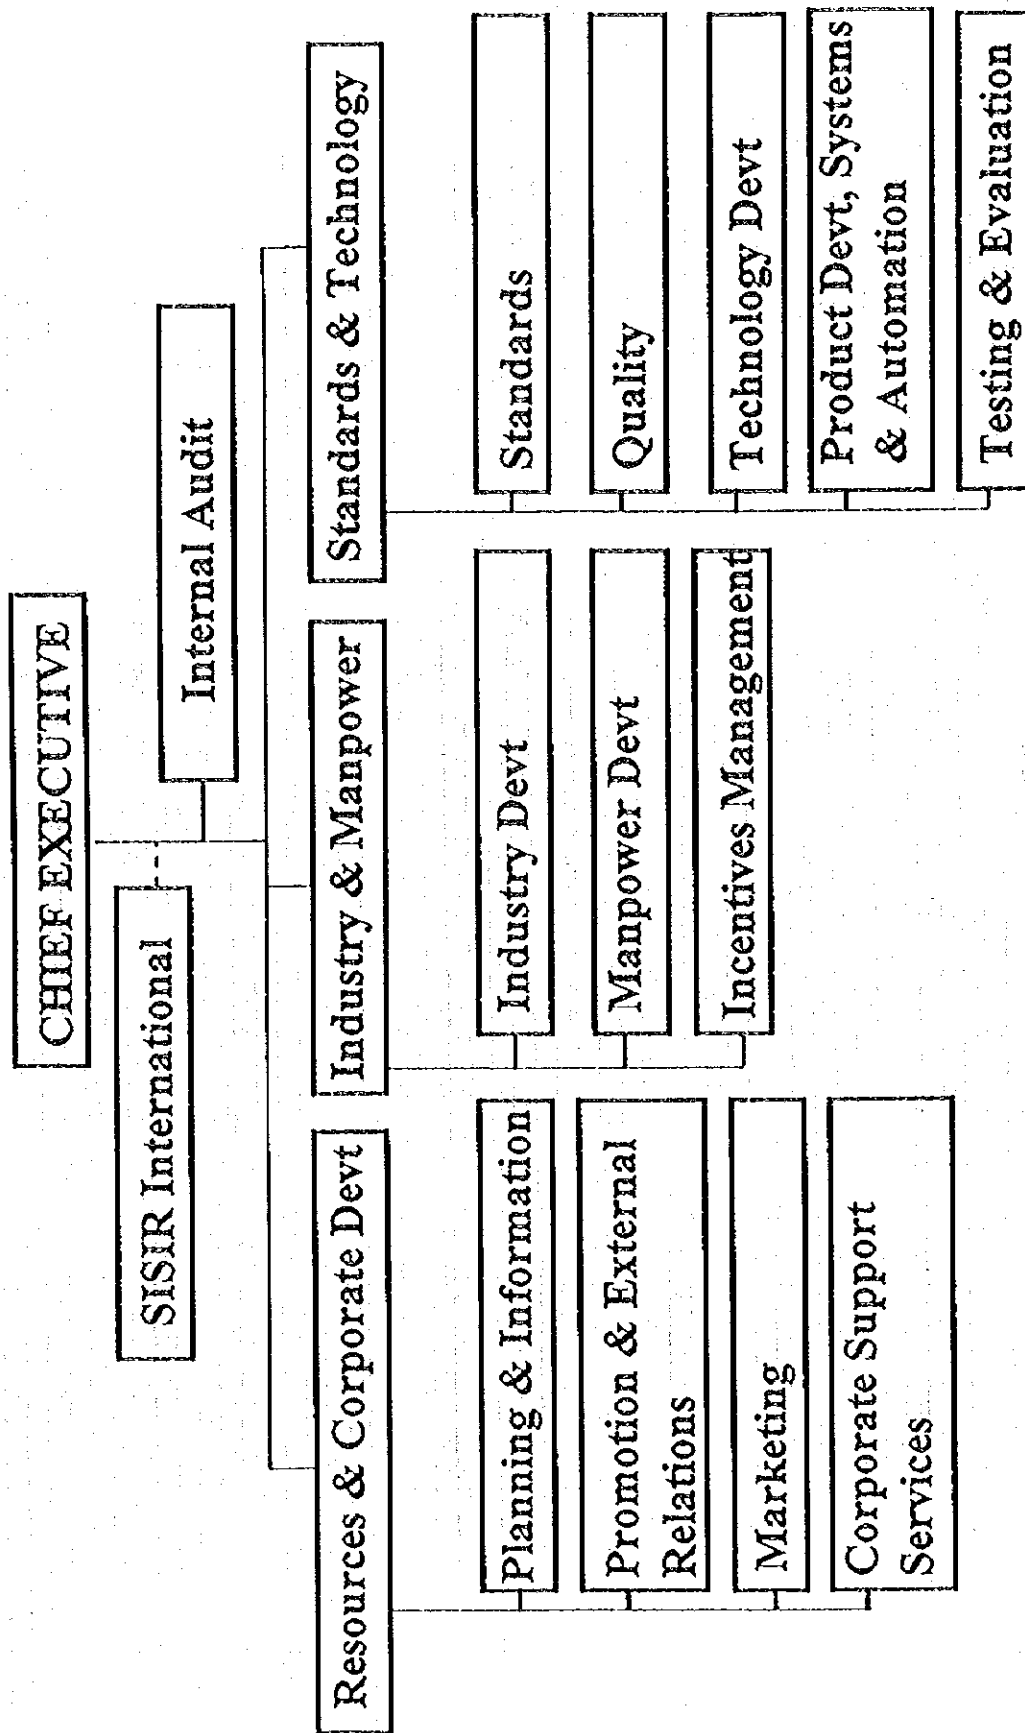 CHIEF EXECUTIVE
SISIR International
Internal Audit
Resources & Corporate Devt
Planning & Information
Promotion & External
Relations
Marketing
Corporate Support
Services
Industry & Manpower
Industry Devt
Manpower Devt
Incentives Management
Standards & Technology
Standards
Quality
Technology Devt
Product Devt, Systems
& Automation
Testing & Evaluation